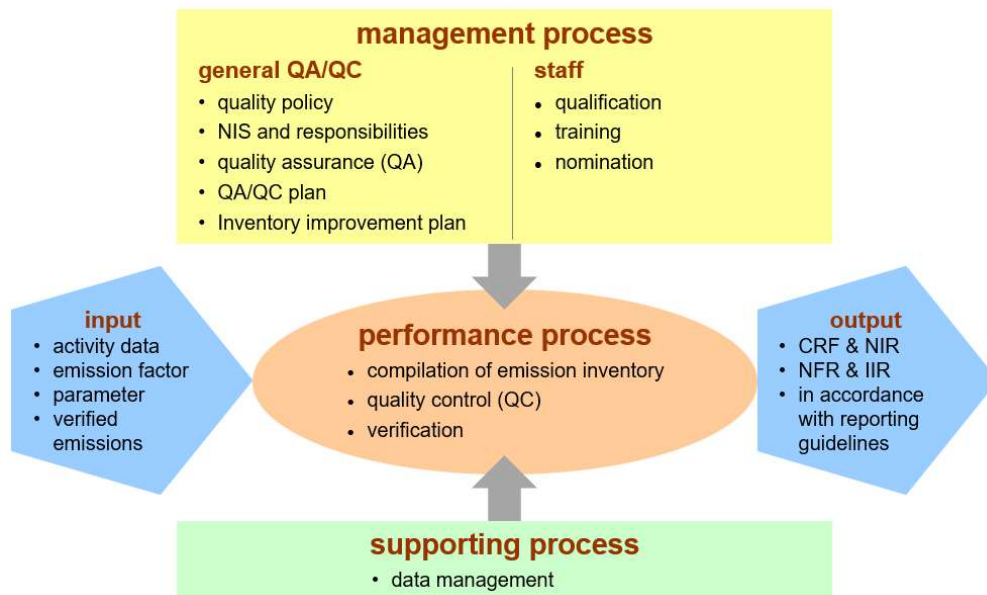 management process
general QA/QC
• quality policy
• NIS and responsibilities
• quality assurance (QA)
• QA/QC plan
• Inventory improvement plan
staff
• qualification
• training
• nomination
input
• activity data
• emission factor
• parameter
• verified
emissions
performance process
• compilation of emission inventory
• quality control (QC)
• verification
output
• CRF & NIR
• NFR & IIR
• in accordance
with reporting
guidelines
supporting process
• data management